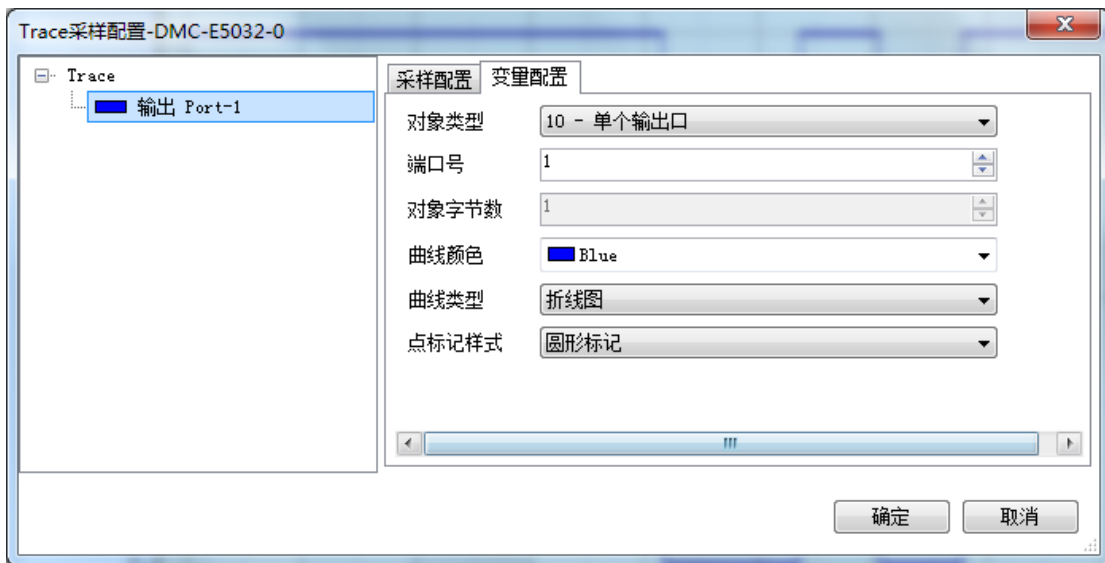 Trace采样配置-DMC-E5032-0
Trace
输出 Port-1
采样配置 变量配置
对象类型 10 - 单个输出口
端口号 1
对象字节数 1
曲线颜色 Blue
曲线类型 折线图
点标记样式 圆形标记
确定 取消